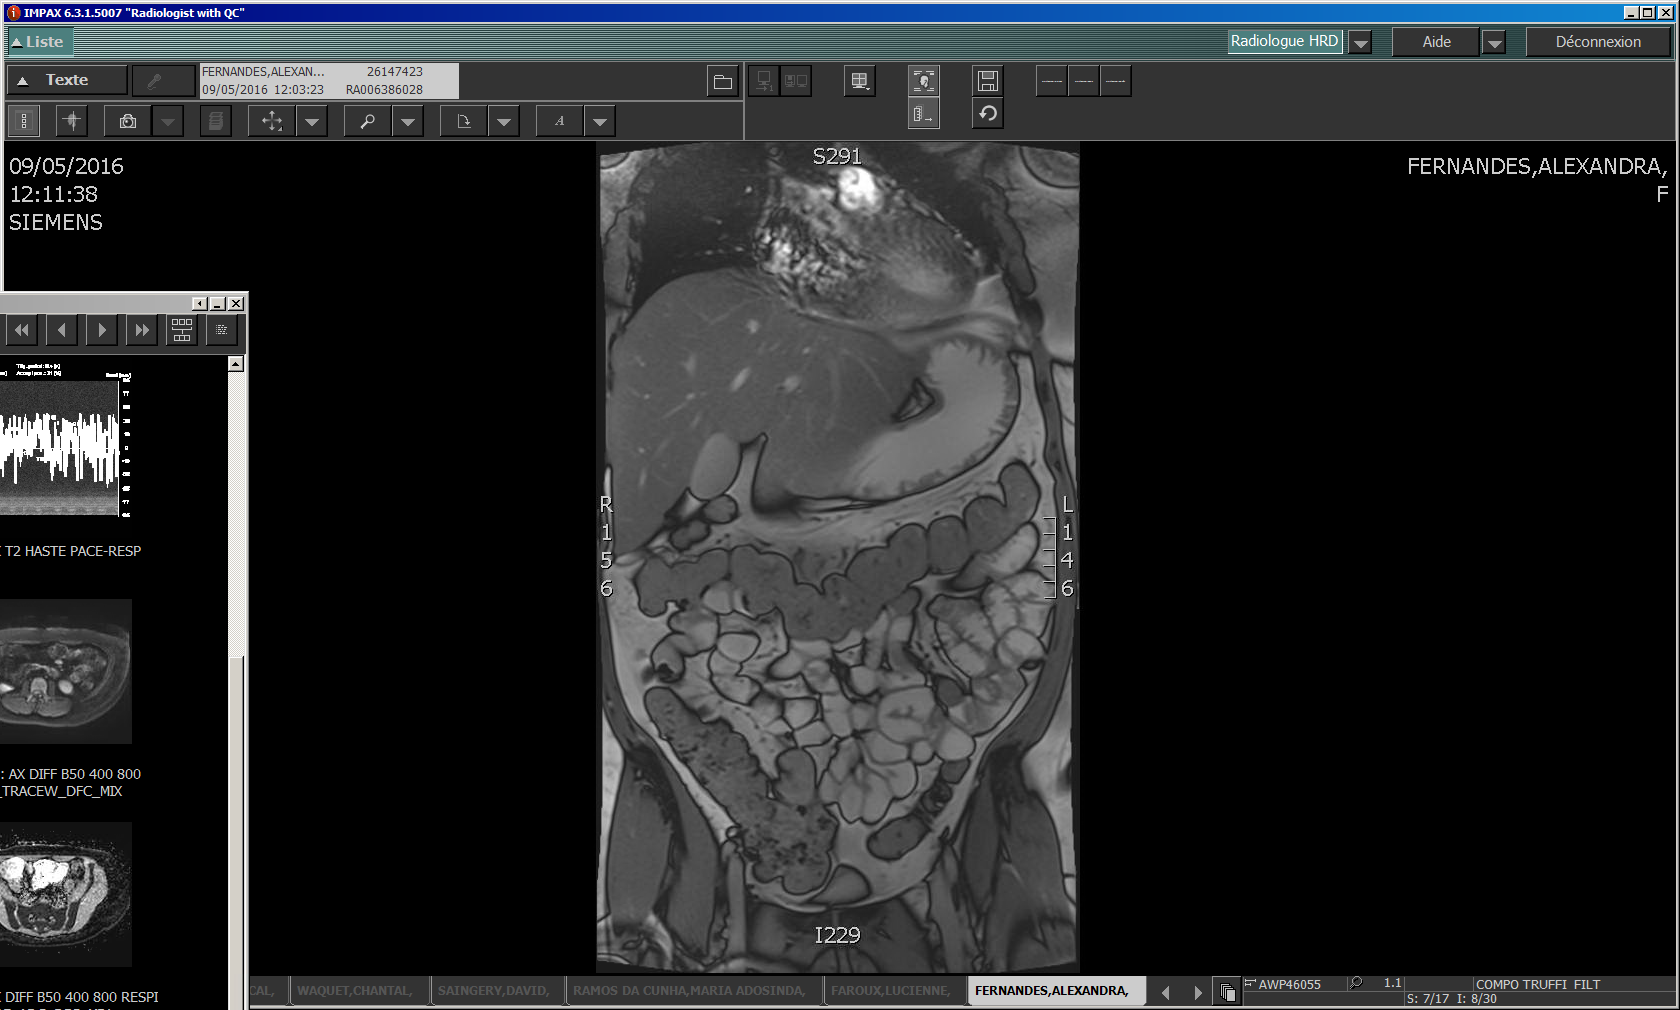 IMPAX 6.3.1.5007 "Radiologist with QC"
Liste
Radiologue HRD
Aide
Déconnexion
Texte
FERNANDES,ALEXAN... 26147423
09/05/2016 12:03:23 RA006386028
A
09/05/2016
12:11:38
SIEMENS
S291
FERNANDES,ALEXANDRA,
F
R
1
5
6
L
1
4
6
T2 HASTE PACE-RESP
: AX DIFF B50 400 800
_TRACEW_DFC_MIX
DIFF B50 400 800 RESPI
I229
CAL,
WAQUET,CHANTAL,
SAINGERY,DAVID,
RAMOS DA CUNHA,MARIA ADOSINDA,
FAROUX,LUCIENNE,
FERNANDES,ALEXANDRA,
AWP46055
1.1
COMPO TRUFFI FILT
S: 7/17 I: 8/30